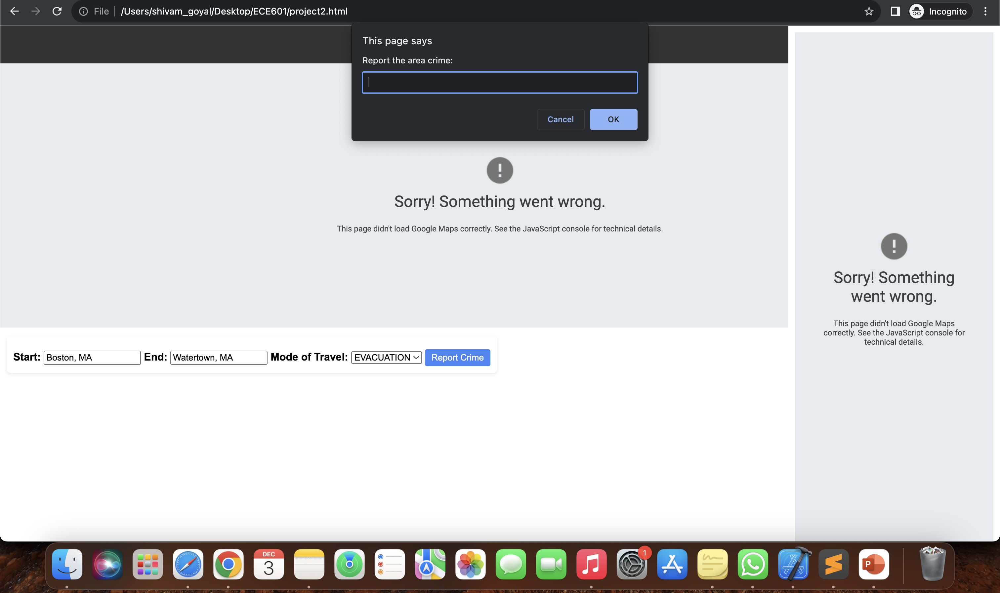 File /Users/shivam_goyal/Desktop/ECE601/project2.html Incognito
This page says
Report the area crime:
Cancel OK
Sorry! Something went wrong.
This page didn't load Google Maps correctly. See the JavaScript console for technical details.
Sorry! Something
went wrong.
This page didn't load Google Maps
correctly. See the JavaScript console for
technical details.
Start: Boston, MA End: Watertown, MA Mode of Travel: EVACUATION Report Crime
DEC
3
1
P